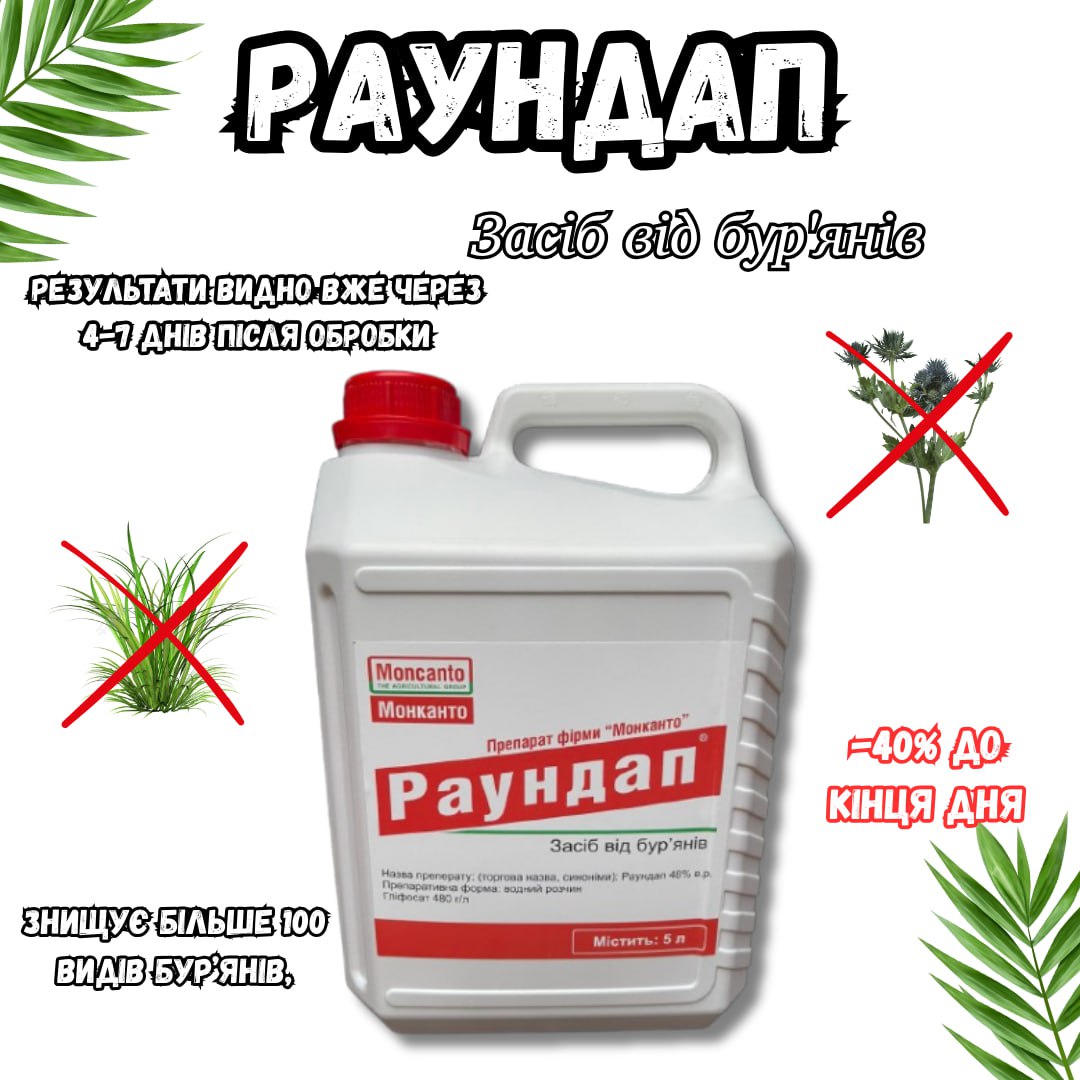 РАУНДАП
Засіб від бур'янів
РЕЗУЛЬТАТИ ВИДНО ВЖЕ ЧЕРЕЗ
4-7 ДНІВ ПІСЛЯ ОБРОБКИ
Moncanto
THE AGRICULTURAL GROUP
Монканто
Препарат фірми "Монканто"
Раундап®
Засіб від бур'янів
Назва преперату: (торгова назва, синоніми); Раундап 48% в.р.
Препаративна форма: водний розчин
Гліфосат 480 г/л
Містить: 5 л
-40% ДО
КІНЦЯ ДНЯ
ЗНИЩУЄ БІЛЬШЕ 100
ВИДІВ БУР'ЯНІВ,